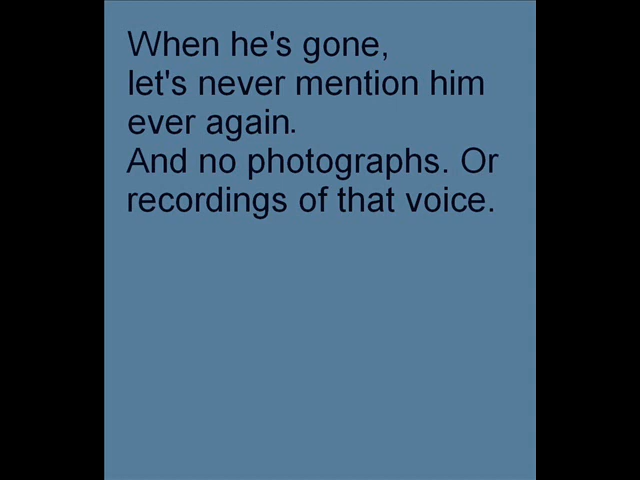 When he's gone,
let's never mention him
ever again.
And no photographs. Or
recordings of that voice.